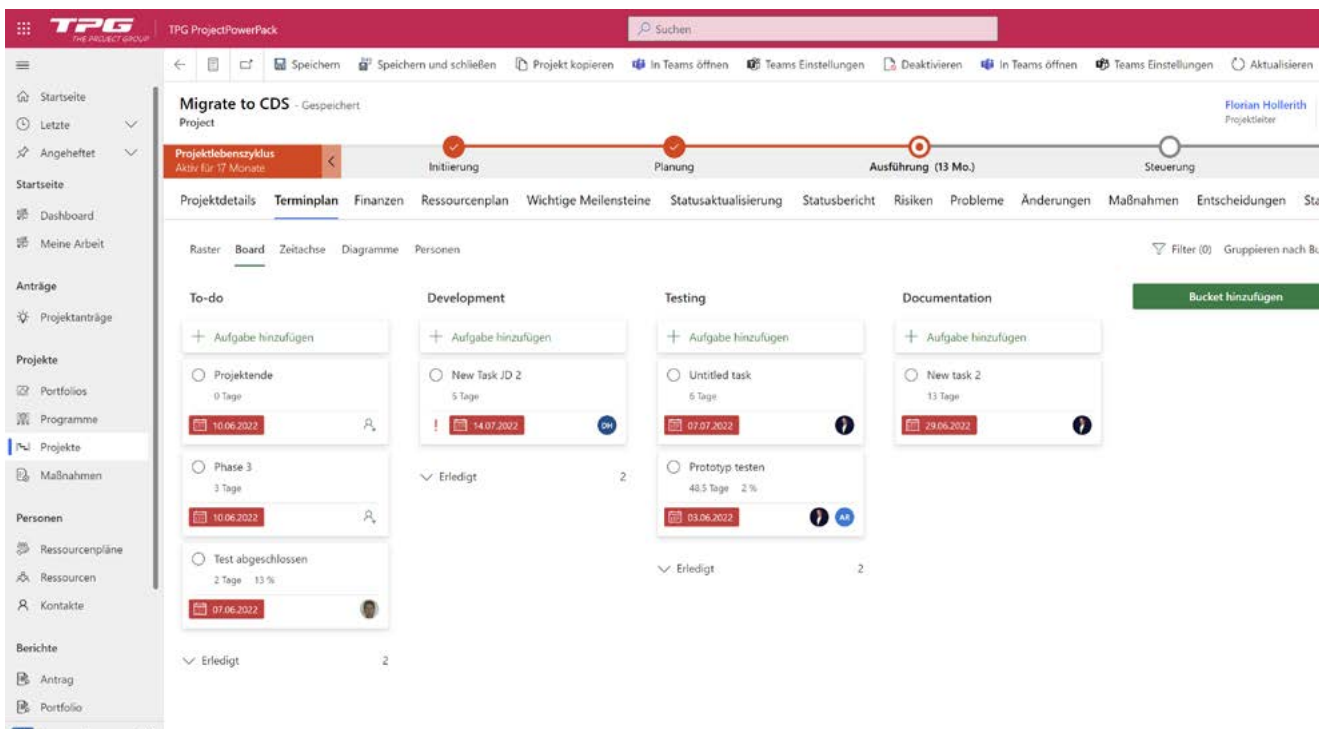 TPG
THE PROJECT GROUP
TPG ProjectPowerPack
Suchen
Speichern
Speichern und schließen
Projekt kopieren
In Teams öffnen
Teams Einstellungen
Deaktivieren
In Teams öffnen
Teams Einstellungen
Aktualisieren
Startseite
Letzte
Angeheftet
Startseite
Dashboard
Meine Arbeit
Anträge
Projektanträge
Projekte
Portfolios
Programme
Projekte
Maßnahmen
Personen
Ressourcenpläne
Ressourcen
Kontakte
Berichte
Antrag
Portfolio
Migrate to CDS - Gespeichert
Project
Florian Hollerith
Projektleiter
Projektlebenszyklus
Aktiv für 17 Monate
Initiierung
Planung
Ausführung (13 Mo.)
Steuerung
Projektdetails
Terminplan
Finanzen
Ressourcenplan
Wichtige Meilensteine
Statusaktualisierung
Statusbericht
Risiken
Probleme
Änderungen
Maßnahmen
Entscheidungen
Sta
Raster
Board
Zeitachse
Diagramme
Personen
Filter (0)
Gruppieren nach Bu
To-do
Aufgabe hinzufügen
Projektende
0 Tage
10.06.2022
Phase 3
3 Tage
10.06.2022
Test abgeschlossen
2 Tage 13 %
07.06.2022
Erledigt 2
Development
Aufgabe hinzufügen
New Task JD 2
5 Tage
! 14.07.2022
DH
Erledigt 2
Testing
Aufgabe hinzufügen
Untitled task
6 Tage
07.07.2022
Prototyp testen
48.5 Tage 2 %
03.06.2022
AR
Erledigt 2
Documentation
Aufgabe hinzufügen
New task 2
13 Tage
29.06.2022
Bucket hinzufügen